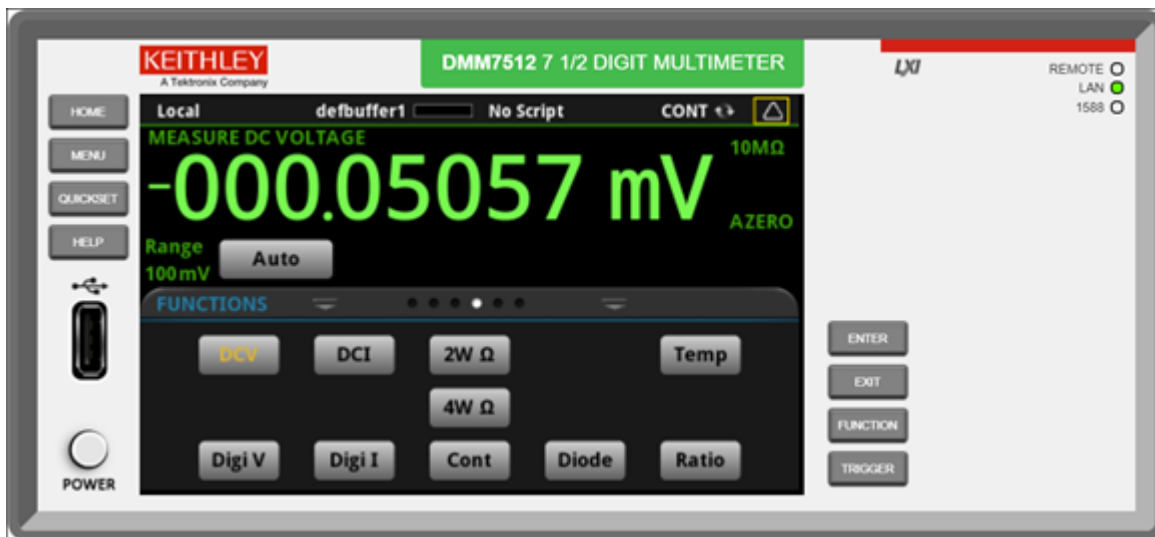 KEITHLEY
A Tektronix Company
DMM7512 7 1/2 DIGIT MULTIMETER
LXI
REMOTE
LAN
1588
HOME
MENU
QUICKSET
HELP
POWER
Local defbuffer1 No Script CONT
MEASURE DC VOLTAGE
10MΩ
-000.05057 mV
AZERO
Range
100mV
Auto
FUNCTIONS
DCV DCI 2W Ω Temp
4W Ω
Digi V Digi I Cont Diode Ratio
ENTER
EXIT
FUNCTION
TRIGGER